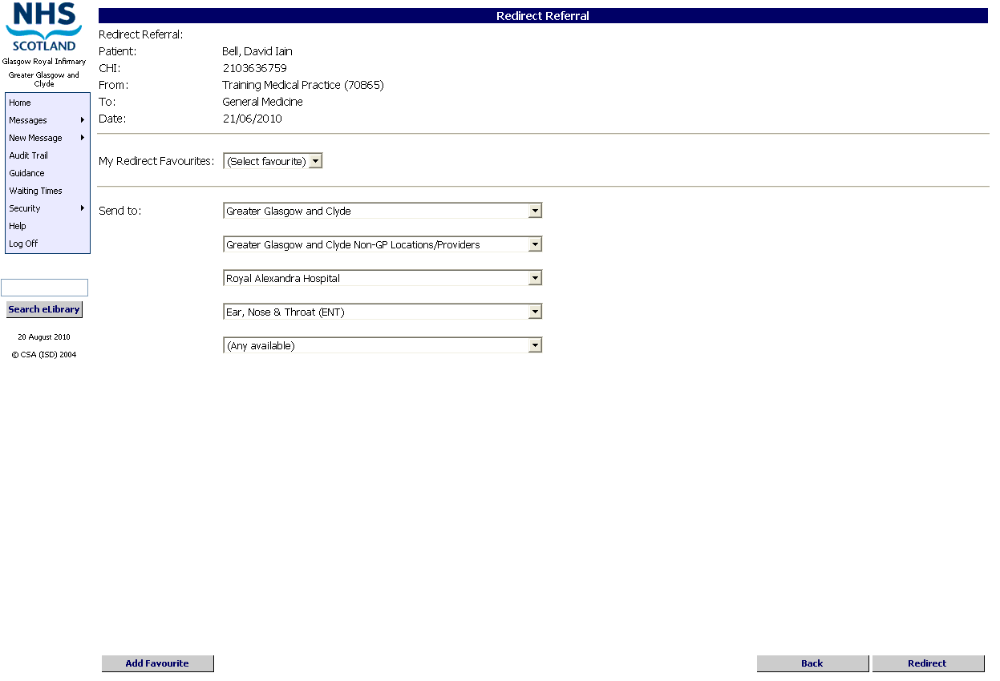 NHS
SCOTLAND
Glasgow Royal Infirmary
Greater Glasgow and
Clyde
Home
Messages
New Message
Audit Trail
Guidance
Waiting Times
Security
Help
Log Off
Search eLibrary
20 August 2010
© CSA (ISD) 2004
Redirect Referral
Redirect Referral:
Patient: Bell, David Iain
CHI: 2103636759
From: Training Medical Practice (70865)
To: General Medicine
Date: 21/06/2010
My Redirect Favourites: (Select favourite)
Send to: Greater Glasgow and Clyde
Greater Glasgow and Clyde Non-GP Locations/Providers
Royal Alexandra Hospital
Ear, Nose & Throat (ENT)
(Any available)
Add Favourite Back Redirect